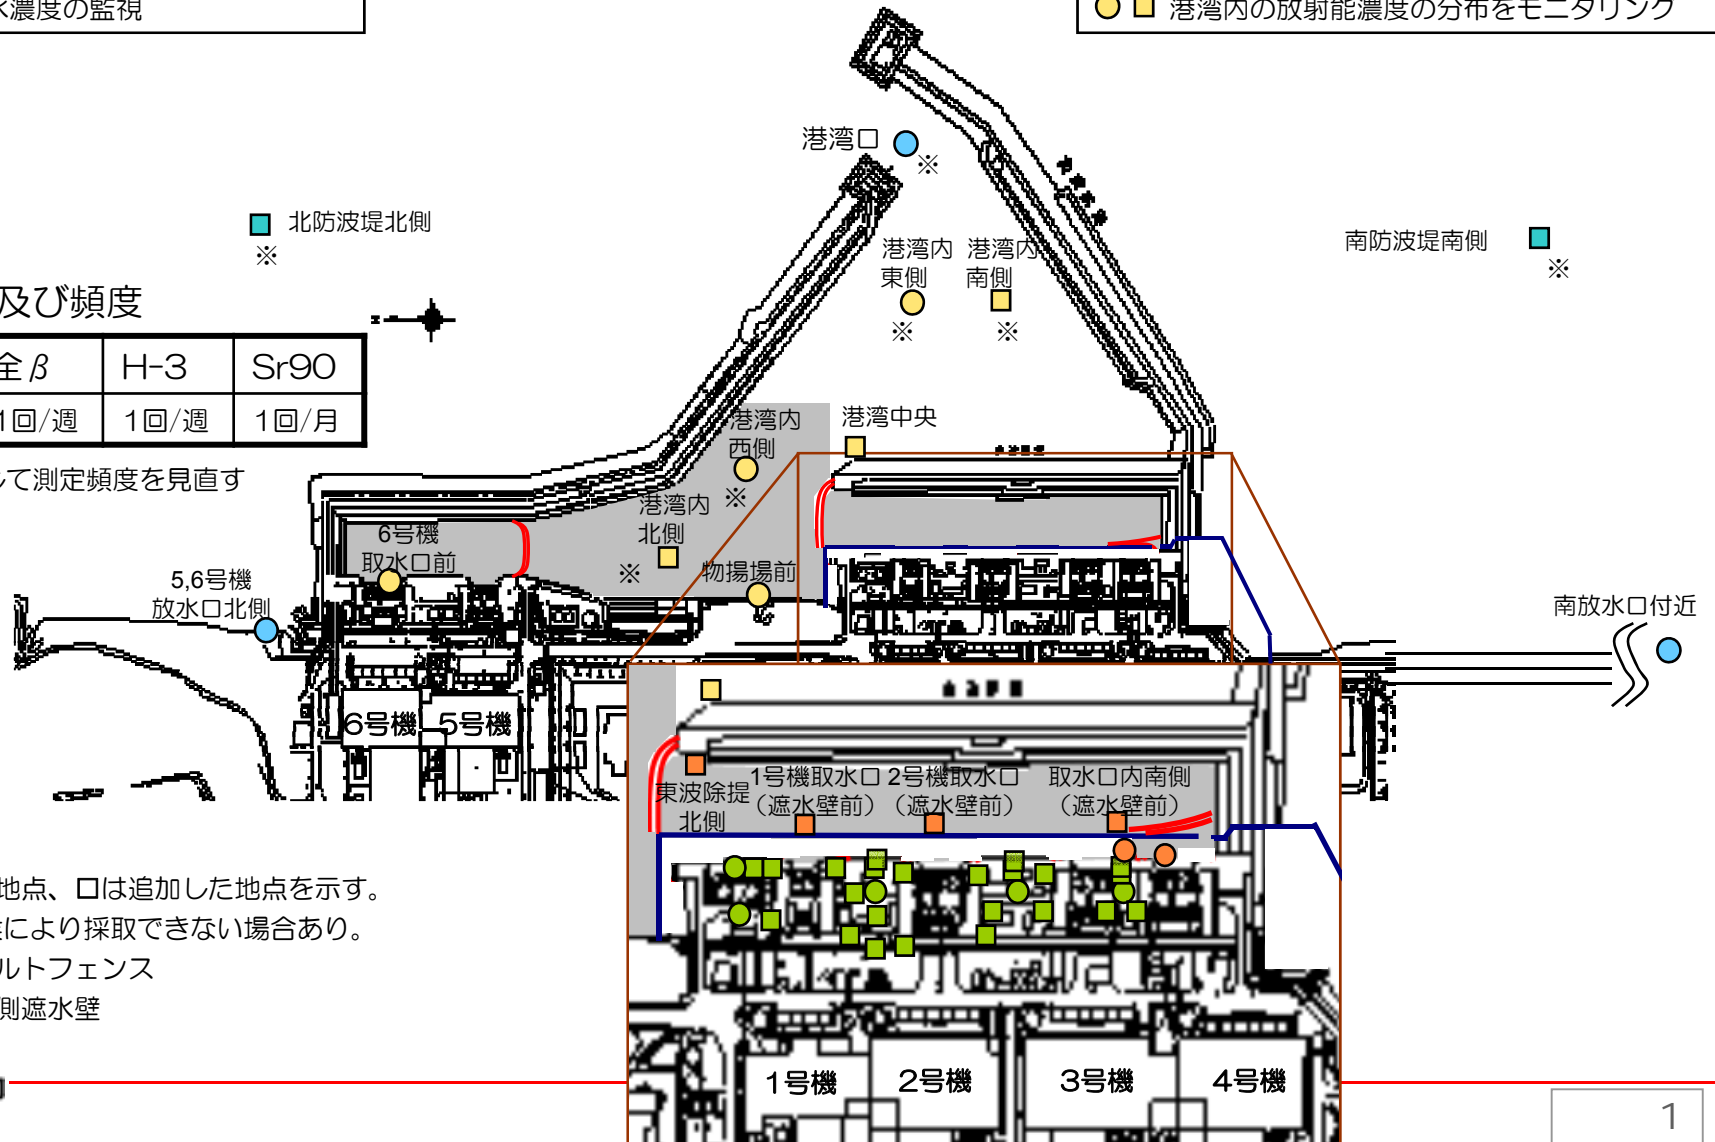 水濃度の監視
港湾内の放射能濃度の分布をモニタリング
港湾口
※
北防波堤北側
※
南防波堤南側
※
港湾内
東側
※
港湾内
南側
※
及び頻度
全β H-3 Sr90
1回/週 1回/週 1回/月
して測定頻度を見直す
港湾内
西側
※
港湾中央
港湾内
北側
※
6号機
取水口前
物揚場前
5,6号機
放水口北側
南放水口付近
6号機 5号機
東波除堤
北側
1号機取水口
（遮水壁前）
2号機取水口
（遮水壁前）
取水口内南側
（遮水壁前）
地点、口は追加した地点を示す。
により採取できない場合あり。
ルトフェンス
側遮水壁
1号機 2号機 3号機 4号機
1